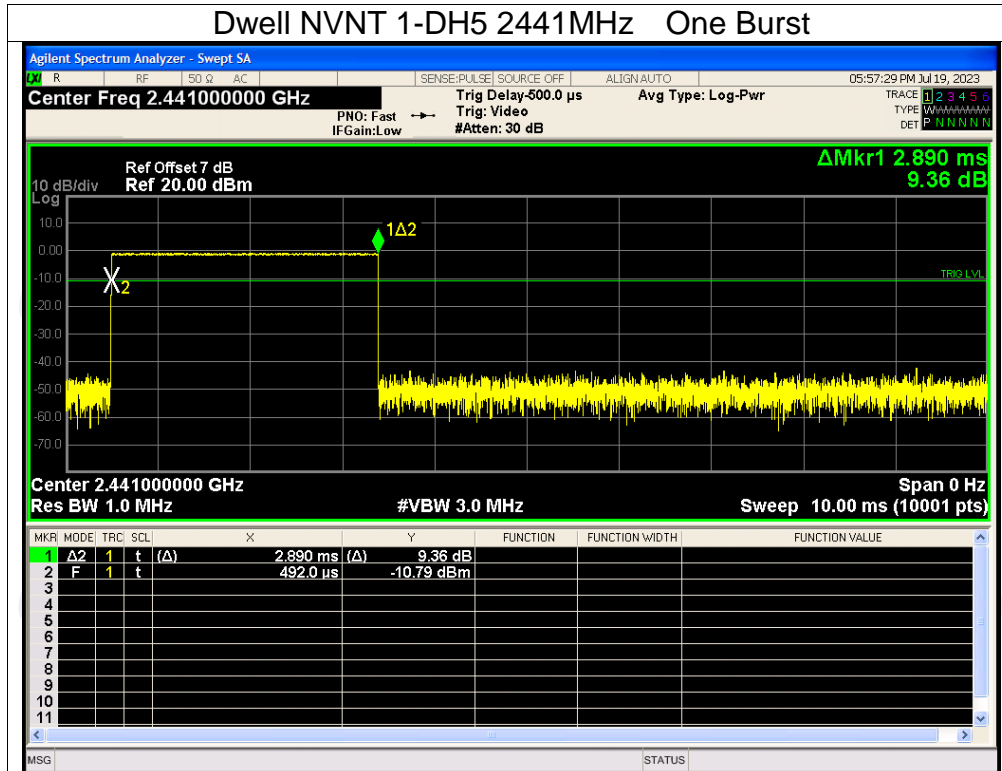 Dwell NVNT 1-DH5 2441MHz One Burst
Agilent Spectrum Analyzer - Swept SA
LXI R RF 50 Ω AC SENSE:PULSE SOURCE OFF ALIGN AUTO 05:57:29 PM Jul 19, 2023
Center Freq 2.441000000 GHz
PNO: Fast
IFGain:Low
Trig Delay-500.0 µs
Trig: Video
#Atten: 30 dB
Avg Type: Log-Pwr
TRACE 1 2 3 4 5 6
TYPE WWWWWW
DET P N N N N N
ΔMkr1 2.890 ms
9.36 dB
Ref Offset 7 dB
10 dB/div Ref 20.00 dBm
Log
10.0
0.00
-10.0
-20.0
-30.0
-40.0
-50.0
-60.0
-70.0
1Δ2
2
TRIG LVL
Center 2.441000000 GHz Span 0 Hz
Res BW 1.0 MHz #VBW 3.0 MHz Sweep 10.00 ms (10001 pts)
MKR MODE TRC SCL X Y FUNCTION FUNCTION WIDTH FUNCTION VALUE
1 Δ2 1 t (Δ) 2.890 ms (Δ) 9.36 dB
2 F 1 t 492.0 µs -10.79 dBm
3
4
5
6
7
8
9
10
11
MSG STATUS